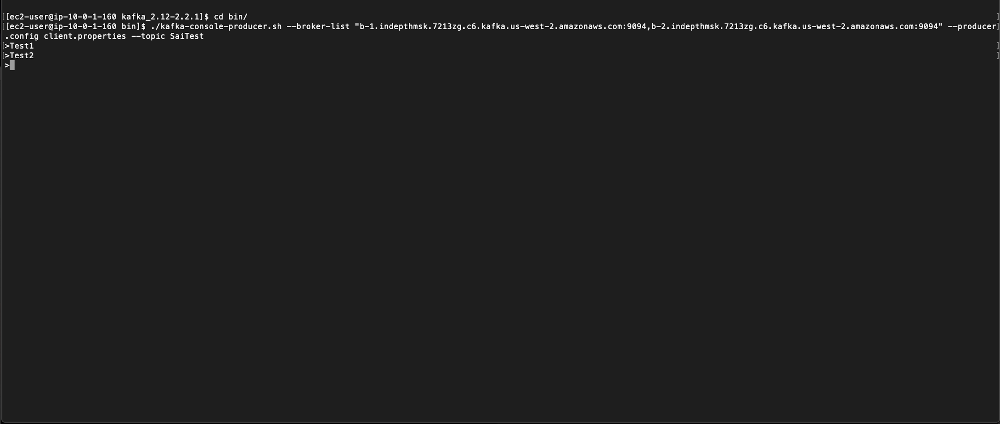 [[ec2-user@ip-10-0-1-160 kafka_2.12-2.2.1]$ cd bin/ ]
[[ec2-user@ip-10-0-1-160 bin]$ ./kafka-console-producer.sh --broker-list "b-1.indepthmsk.7213zg.c6.kafka.us-west-2.amazonaws.com:9094,b-2.indepthmsk.7213zg.c6.kafka.us-west-2.amazonaws.com:9094" --producer]
.config client.properties --topic SaiTest
[>Test1 ]
[>Test2 ]
>